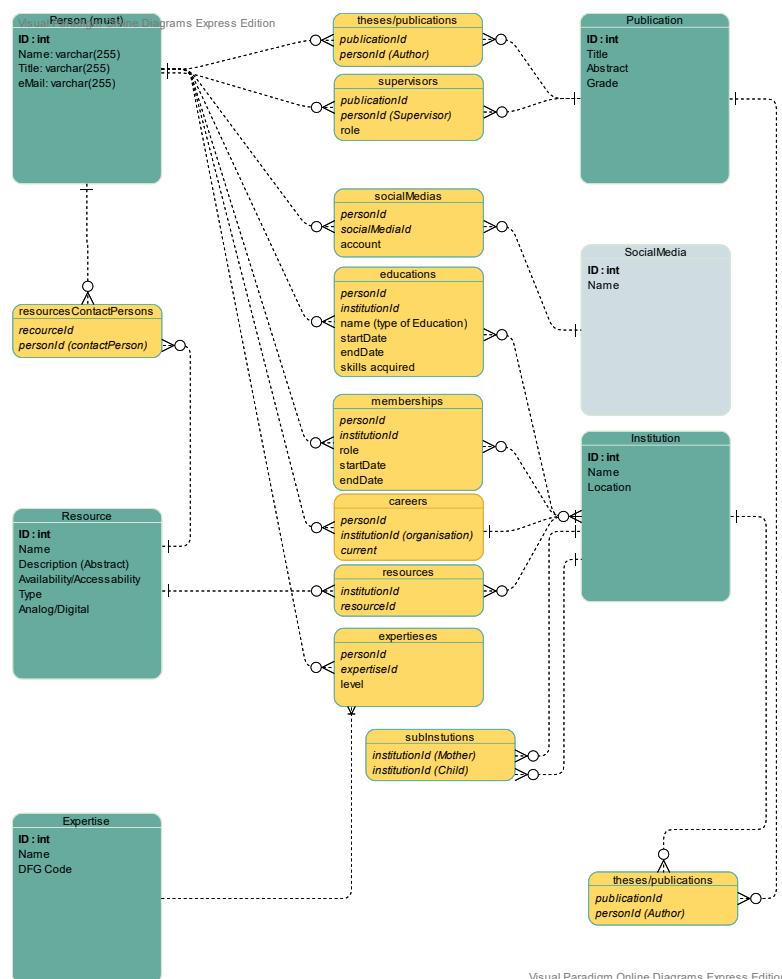 Visual Paradigm Online Diagrams Express Edition
Person (must)
ID : int
Name: varchar(255)
Title: varchar(255)
eMail: varchar(255)
theses/publications
publicationId
personId (Author)
supervisors
publicationId
personId (Supervisor)
role
Publication
ID : int
Title
Abstract
Grade
socialMedias
personId
socialMediaId
account
educations
personId
institutionId
name (type of Education)
startDate
endDate
skills acquired
SocialMedia
ID : int
Name
resourcesContactPersons
recourceId
personId (contactPerson)
memberships
personId
institutionId
role
startDate
endDate
Institution
ID : int
Name
Location
careers
personId
institutionId (organisation)
current
Resource
ID : int
Name
Description (Abstract)
Availability/Accessability
Type
Analog/Digital
resources
institutionId
resourceId
expertieses
personId
expertiseId
level
subInstutions
institutionId (Mother)
institutionId (Child)
Expertise
ID : int
Name
DFG Code
theses/publications
publicationId
personId (Author)
Visual Paradigm Online Diagrams Express Edition